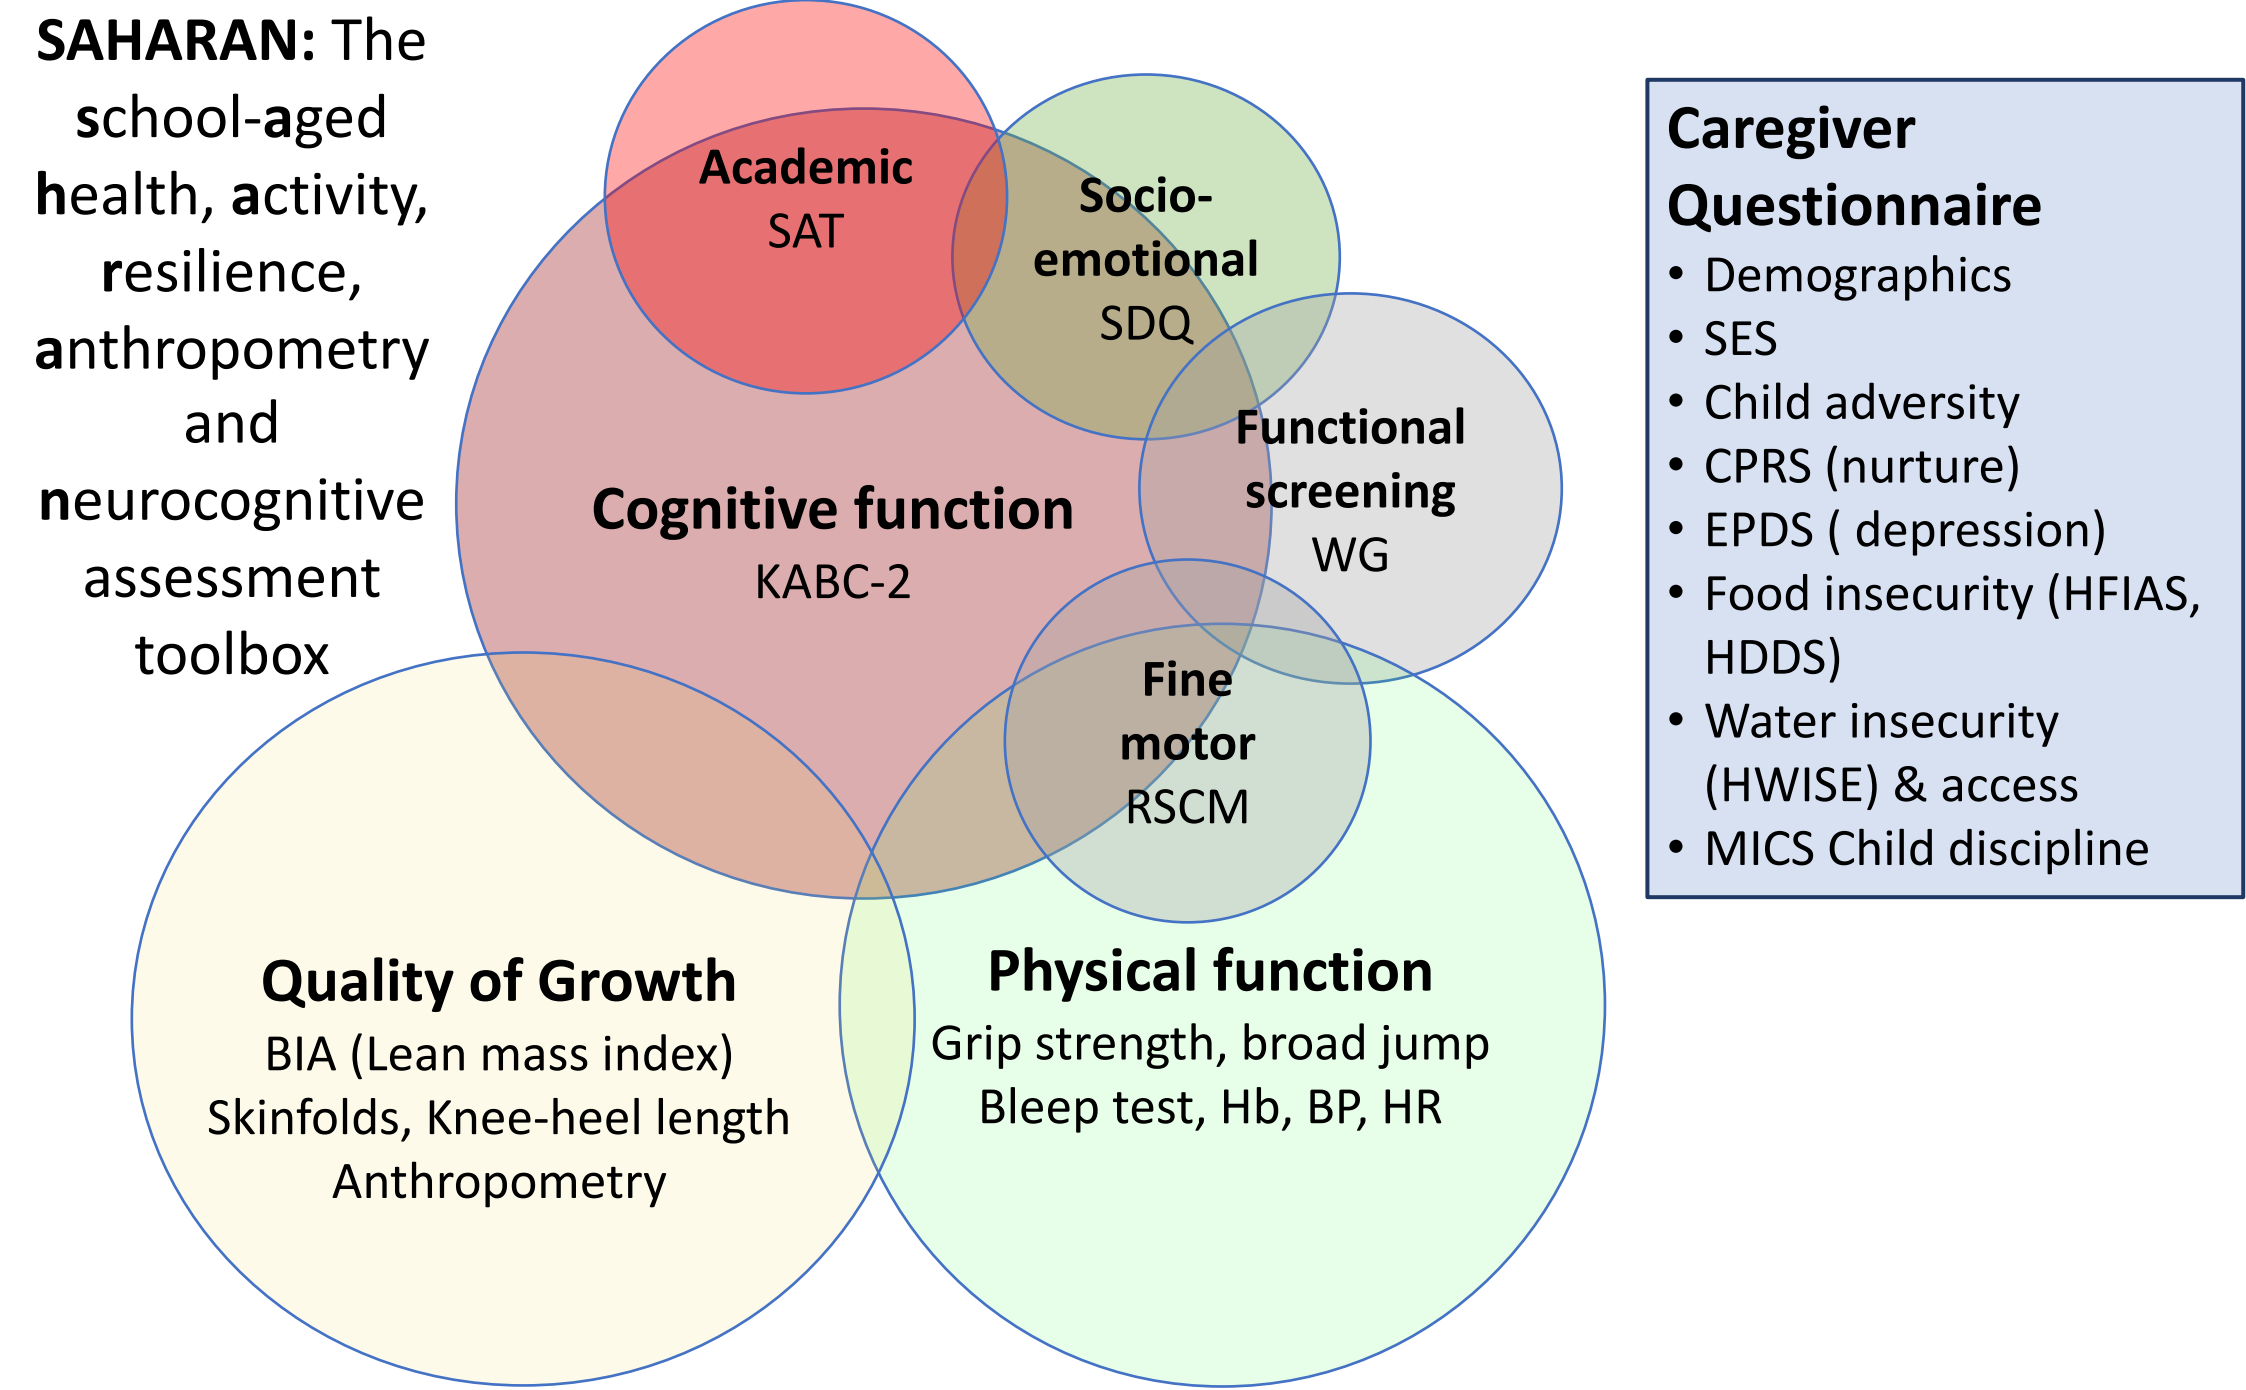 SAHARAN: The
school-aged
health, activity,
resilience,
anthropometry
and
neurocognitive
assessment
toolbox
Academic
SAT
Socio-
emotional
SDQ
Functional
screening
WG
Cognitive function
KABC-2
Fine
motor
RSCM
Quality of Growth
BIA (Lean mass index)
Skinfolds, Knee-heel length
Anthropometry
Physical function
Grip strength, broad jump
Bleep test, Hb, BP, HR
Caregiver
Questionnaire
• Demographics
• SES
• Child adversity
• CPRS (nurture)
• EPDS ( depression)
• Food insecurity (HFIAS,
HDDS)
• Water insecurity
(HWISE) & access
• MICS Child discipline